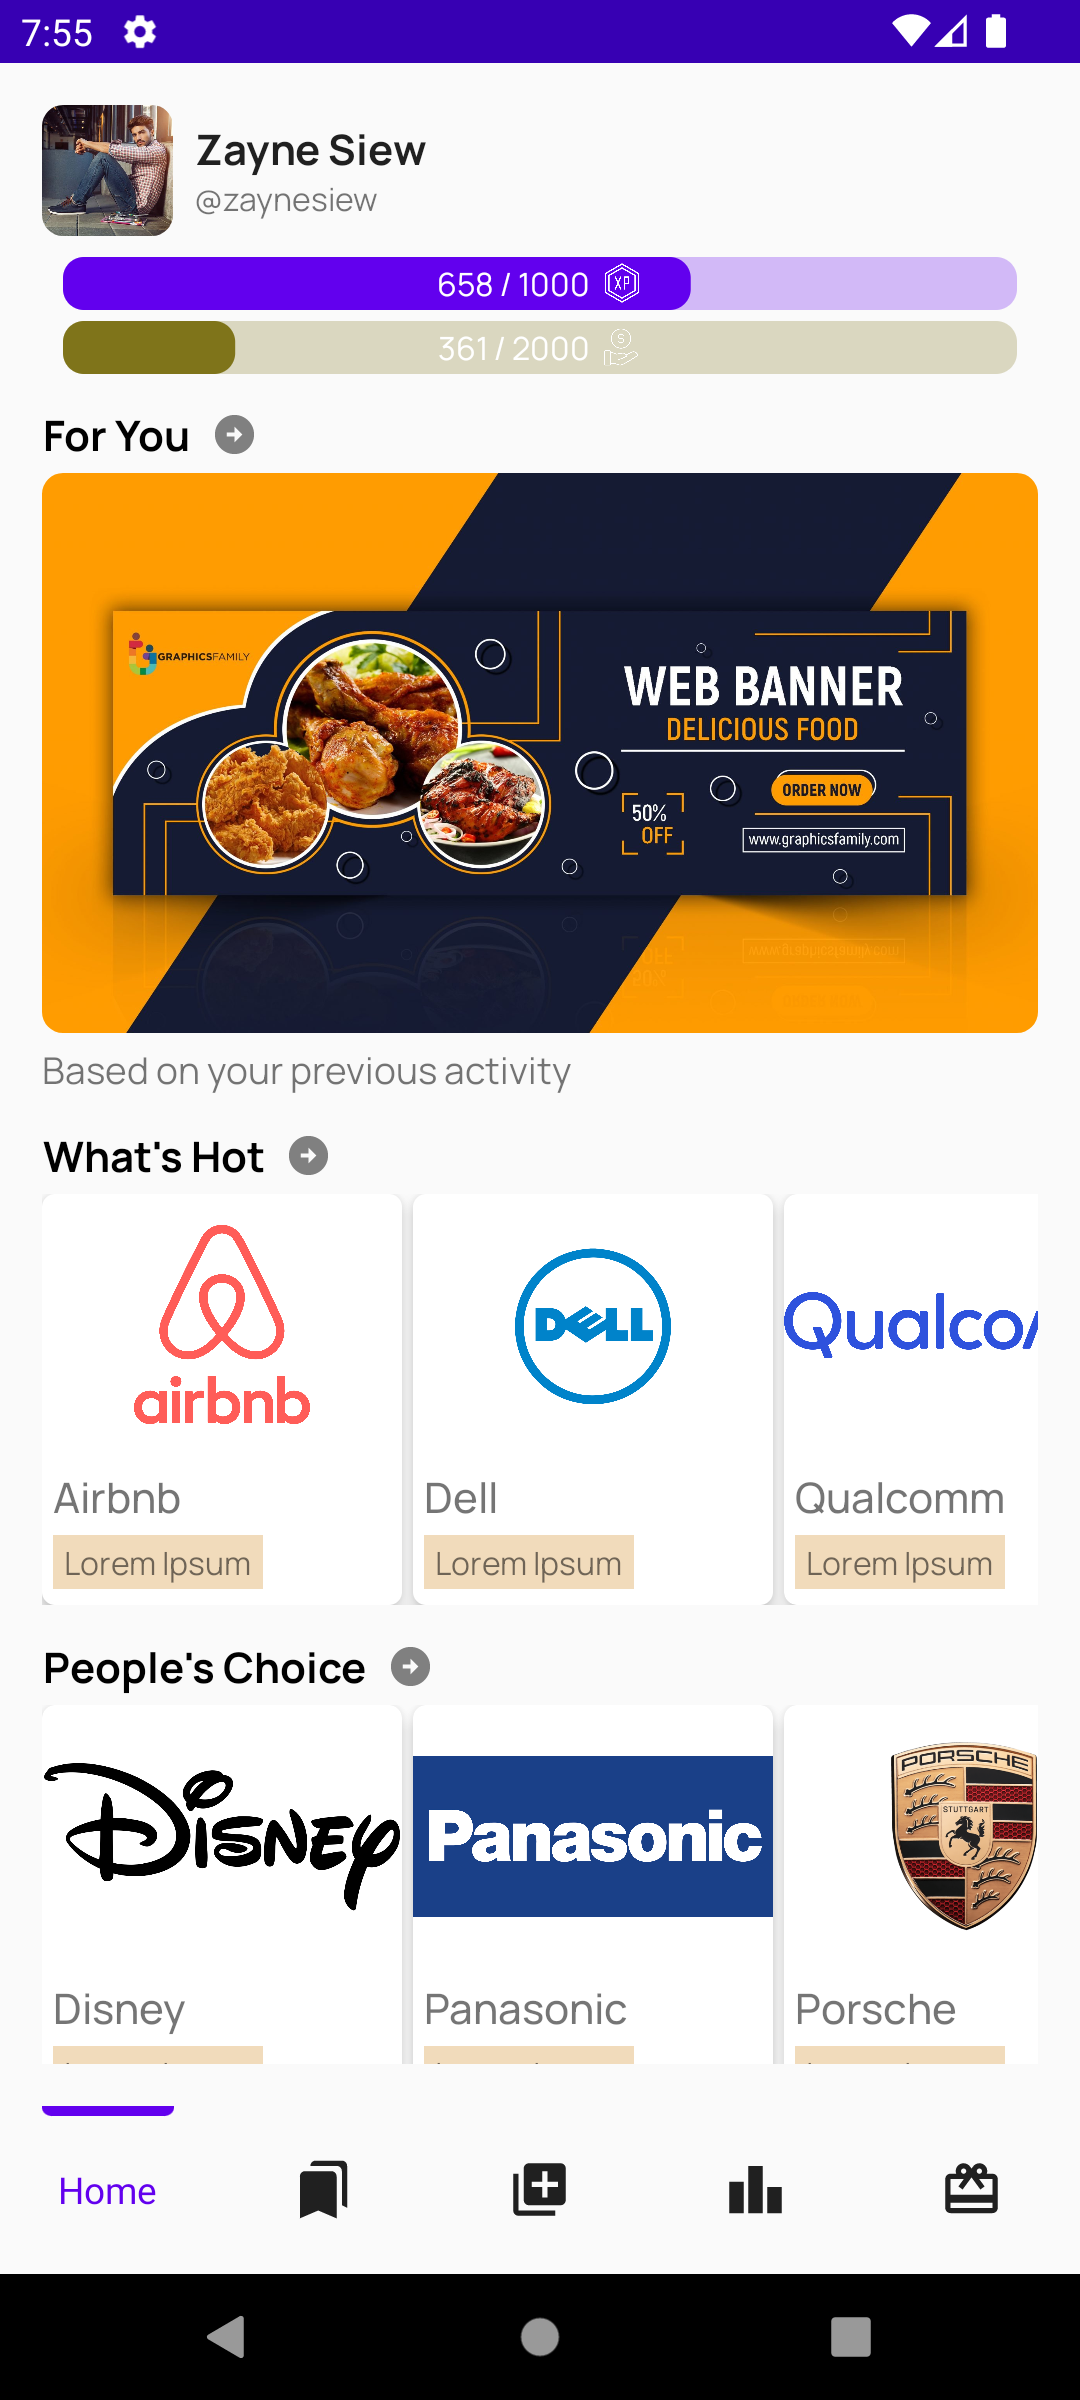 7:55
Zayne Siew
@zaynesiew
658 / 1000 XP
361 / 2000 S
For You
GRAPHICSFAMILY
WEB BANNER
DELICIOUS FOOD
ORDER NOW
50%
OFF
www.graphicsfamily.com
Based on your previous activity
What's Hot
airbnb
DELL
Qualco
Airbnb
Dell
Qualcomm
Lorem Ipsum
Lorem Ipsum
Lorem Ipsum
People's Choice
Disney
Panasonic
PORSCHE
STUTTGART
Disney
Panasonic
Porsche
Home